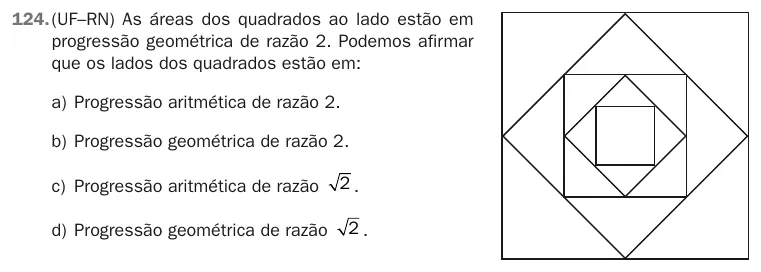 124. (UF–RN) As áreas dos quadrados ao lado estão em
progressão geométrica de razão 2. Podemos afirmar
que os lados dos quadrados estão em:
a) Progressão aritmética de razão 2.
b) Progressão geométrica de razão 2.
c) Progressão aritmética de razão √2.
d) Progressão geométrica de razão √2.